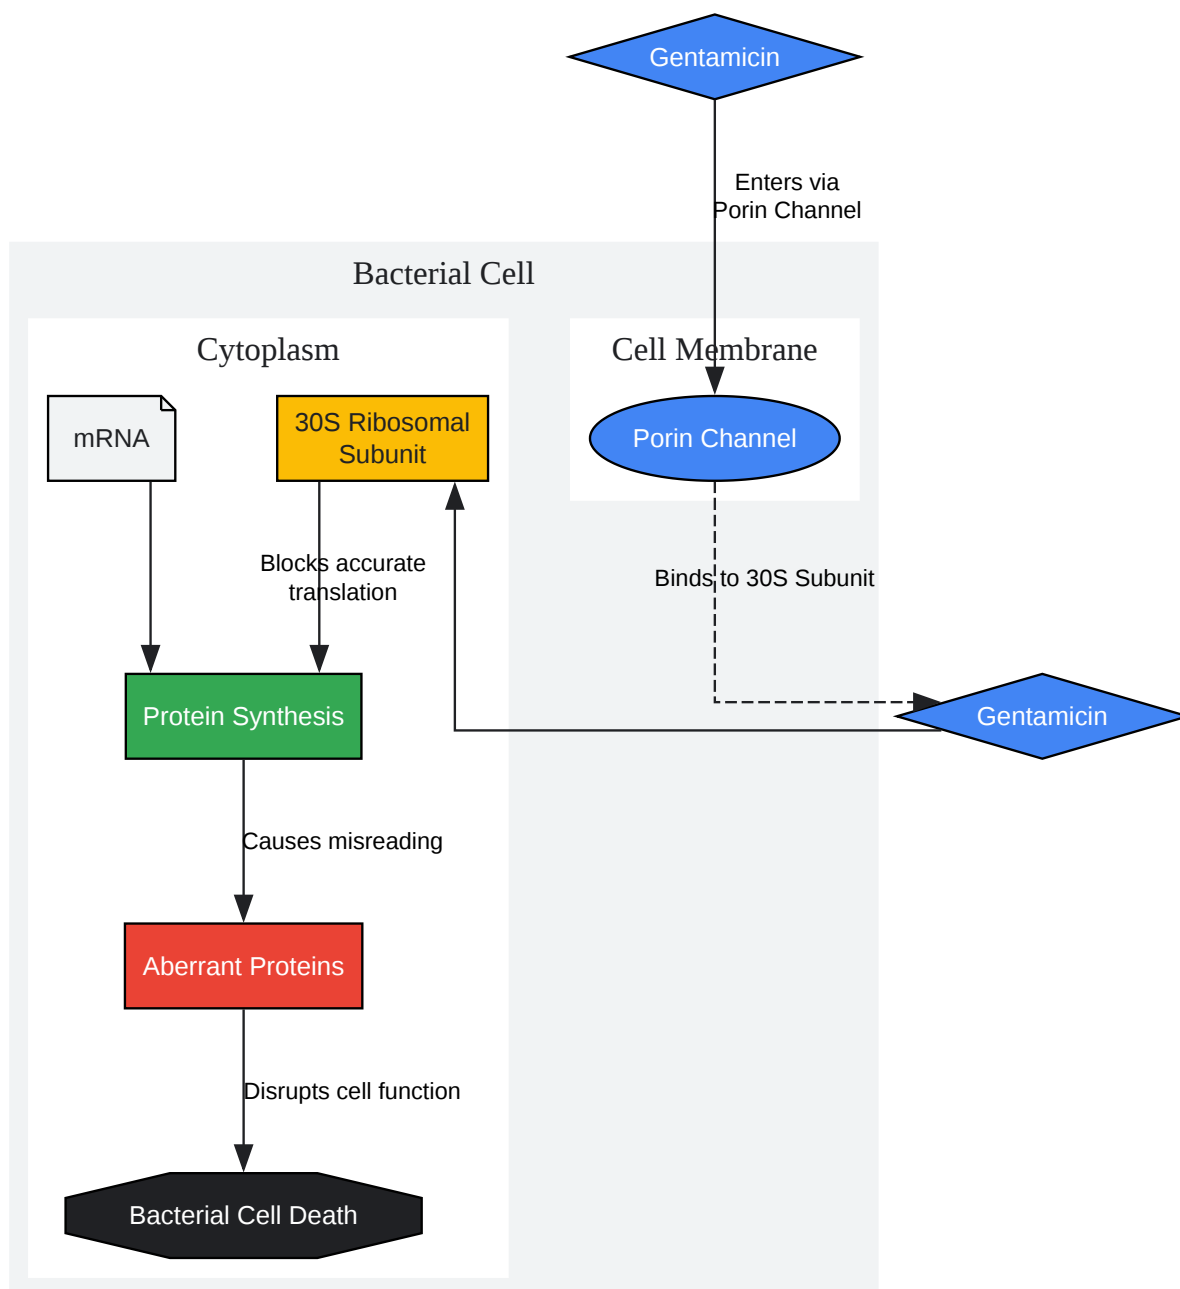 Gentamicin
Enters via
Porin Channel
Bacterial Cell
Cytoplasm
Cell Membrane
mRNA
30S Ribosomal
Subunit
Porin Channel
Blocks accurate
translation
Binds to 30S Subunit
Protein Synthesis
Gentamicin
Causes misreading
Aberrant Proteins
Disrupts cell function
Bacterial Cell Death